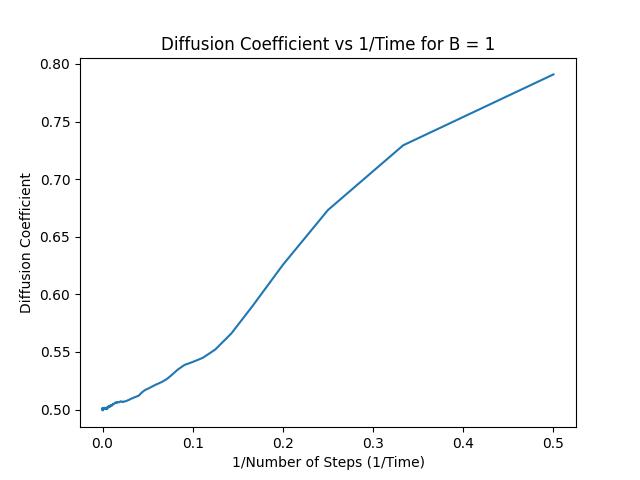 Diffusion Coefficient vs 1/Time for B = 1
0.80
0.75
0.70
0.65
0.60
0.55
0.50
Diffusion Coefficient
0.0 0.1 0.2 0.3 0.4 0.5
1/Number of Steps (1/Time)